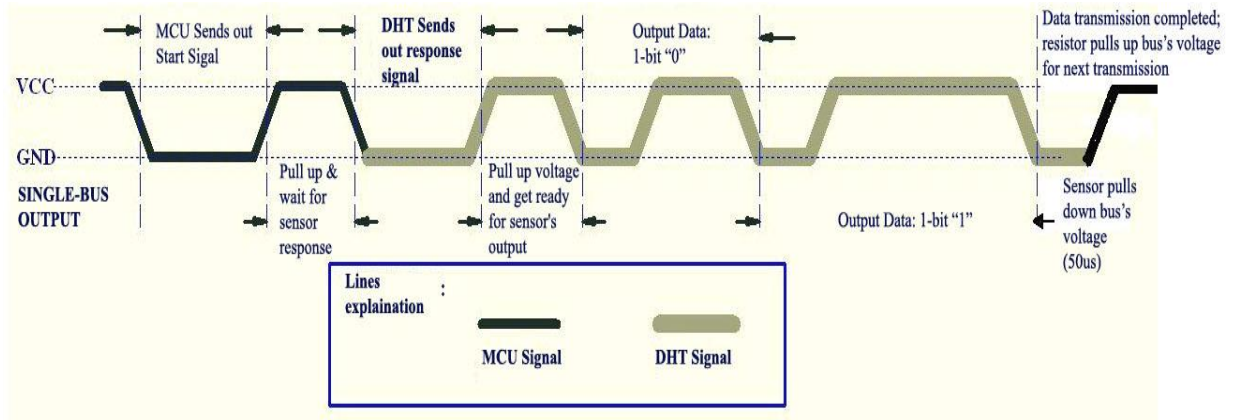 MCU Sends out
Start Sigal
DHT Sends
out response
signal
Output Data:
1-bit “0”
Data transmission completed;
resistor pulls up bus’s voltage
for next transmission
VCC
GND
SINGLE-BUS
OUTPUT
Pull up &
wait for
sensor
response
Pull up voltage
and get ready
for sensor's
output
Output Data: 1-bit “1”
Sensor pulls
down bus’s
voltage
(50us)
Lines :
explaination
MCU Signal
DHT Signal